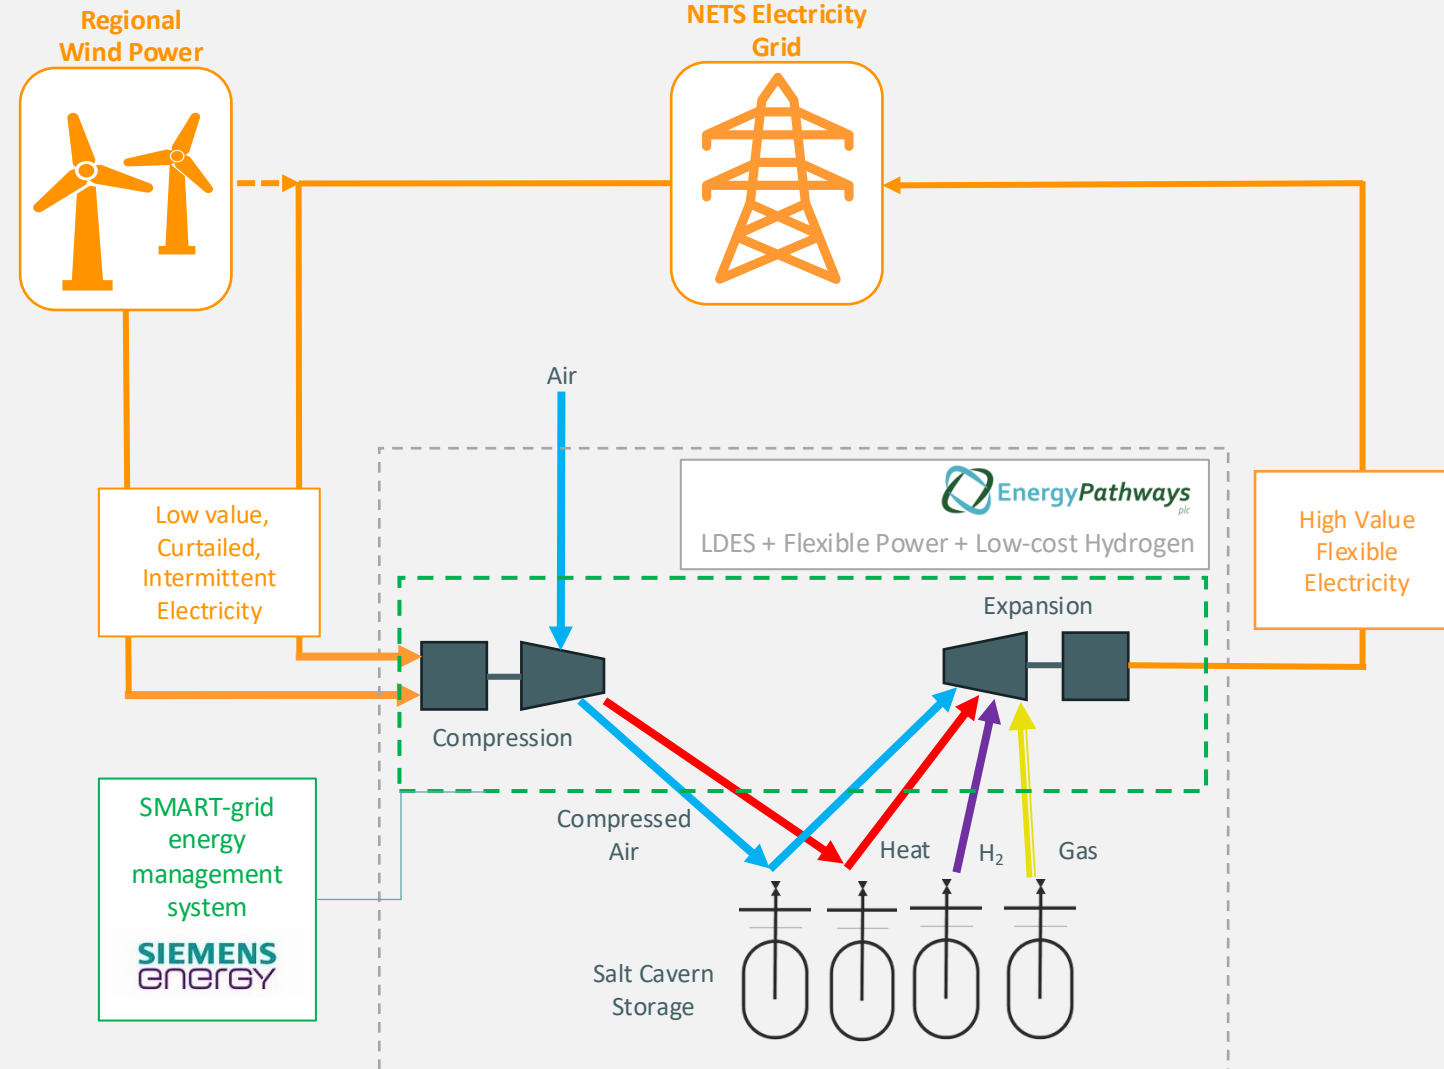 Regional
Wind Power
NETS Electricity
Grid
Air
EnergyPathways
plc
LDES + Flexible Power + Low-cost Hydrogen
Low value,
Curtailed,
Intermittent
Electricity
High Value
Flexible
Electricity
Expansion
Compression
SMART-grid
energy
management
system
SIEMENS
energy
Compressed
Air
Heat
H₂
Gas
Salt Cavern
Storage